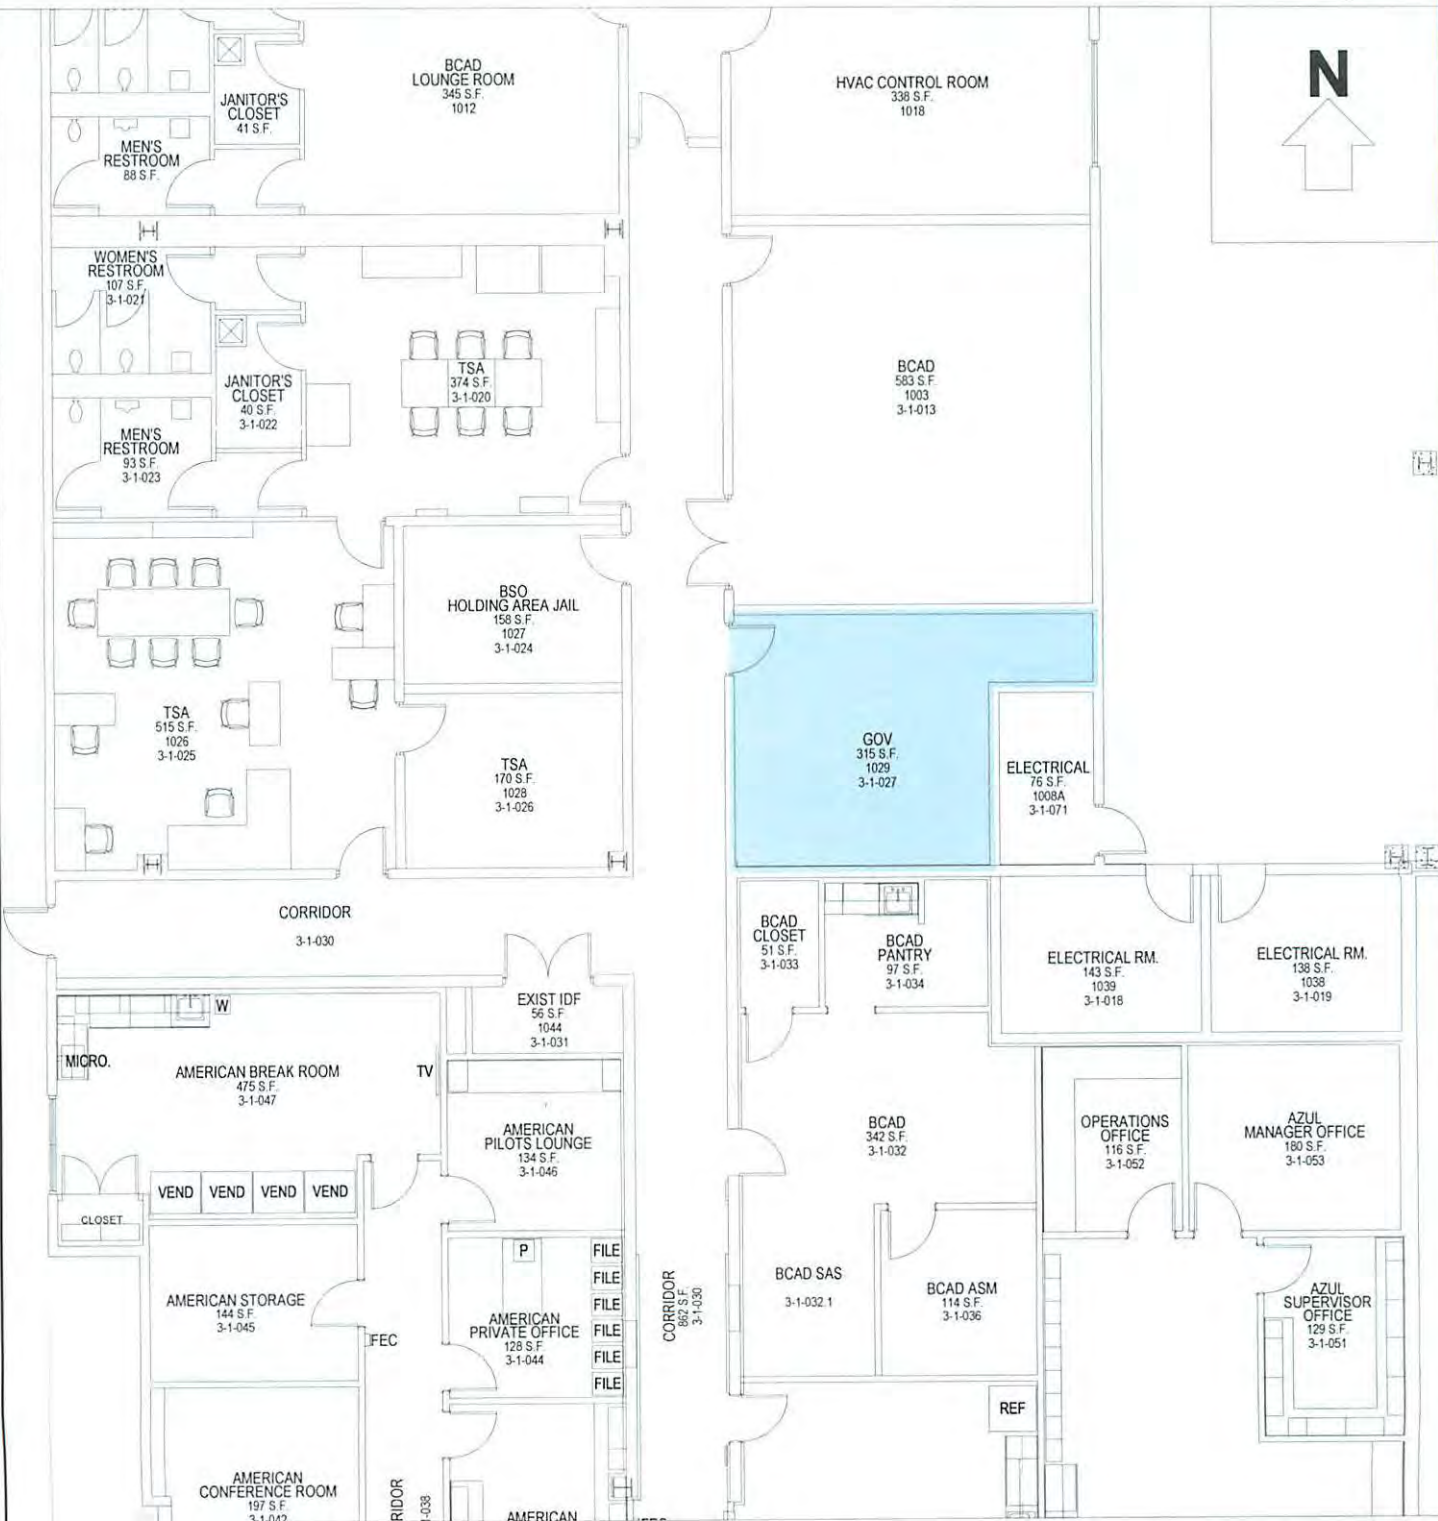 BCAD
LOUNGE ROOM
345 S.F.
1012
HVAC CONTROL ROOM
338 S.F.
1018
N
JANITOR'S
CLOSET
41 S.F.
MEN'S
RESTROOM
88 S.F.
WOMEN'S
RESTROOM
107 S.F.
3-1-021
TSA
374 S.F.
3-1-020
BCAD
583 S.F.
1003
3-1-013
JANITOR'S
CLOSET
40 S.F.
3-1-022
MEN'S
RESTROOM
93 S.F.
3-1-023
BSO
HOLDING AREA JAIL
158 S.F.
1027
3-1-024
TSA
515 S.F.
1026
3-1-025
TSA
170 S.F.
1028
3-1-026
GOV
315 S.F.
1029
3-1-027
ELECTRICAL
76 S.F.
1008A
3-1-071
CORRIDOR
3-1-030
BCAD
CLOSET
51 S.F.
3-1-033
BCAD
PANTRY
97 S.F.
3-1-034
ELECTRICAL RM.
143 S.F.
1039
3-1-018
ELECTRICAL RM.
138 S.F.
1038
3-1-019
W
EXIST IDF
56 S.F.
1044
3-1-031
MICRO.
AMERICAN BREAK ROOM
475 S.F.
3-1-047
TV
AMERICAN
PILOTS LOUNGE
134 S.F.
3-1-046
BCAD
342 S.F.
3-1-032
OPERATIONS
OFFICE
116 S.F.
3-1-052
AZUL
MANAGER OFFICE
180 S.F.
3-1-053
VEND VEND VEND VEND
CLOSET
P
FILE
FILE
FILE
FILE
FILE
FILE
AMERICAN STORAGE
144 S.F.
3-1-045
FEC
AMERICAN
PRIVATE OFFICE
128 S.F.
3-1-044
CORRIDOR
862 S.F.
3-1-030
BCAD SAS
3-1-032.1
BCAD ASM
114 S.F.
3-1-036
AZUL
SUPERVISOR
OFFICE
129 S.F.
3-1-051
REF
AMERICAN
CONFERENCE ROOM
197 S.F.
3-1-042
RIDOR
1-038
AMERICAN